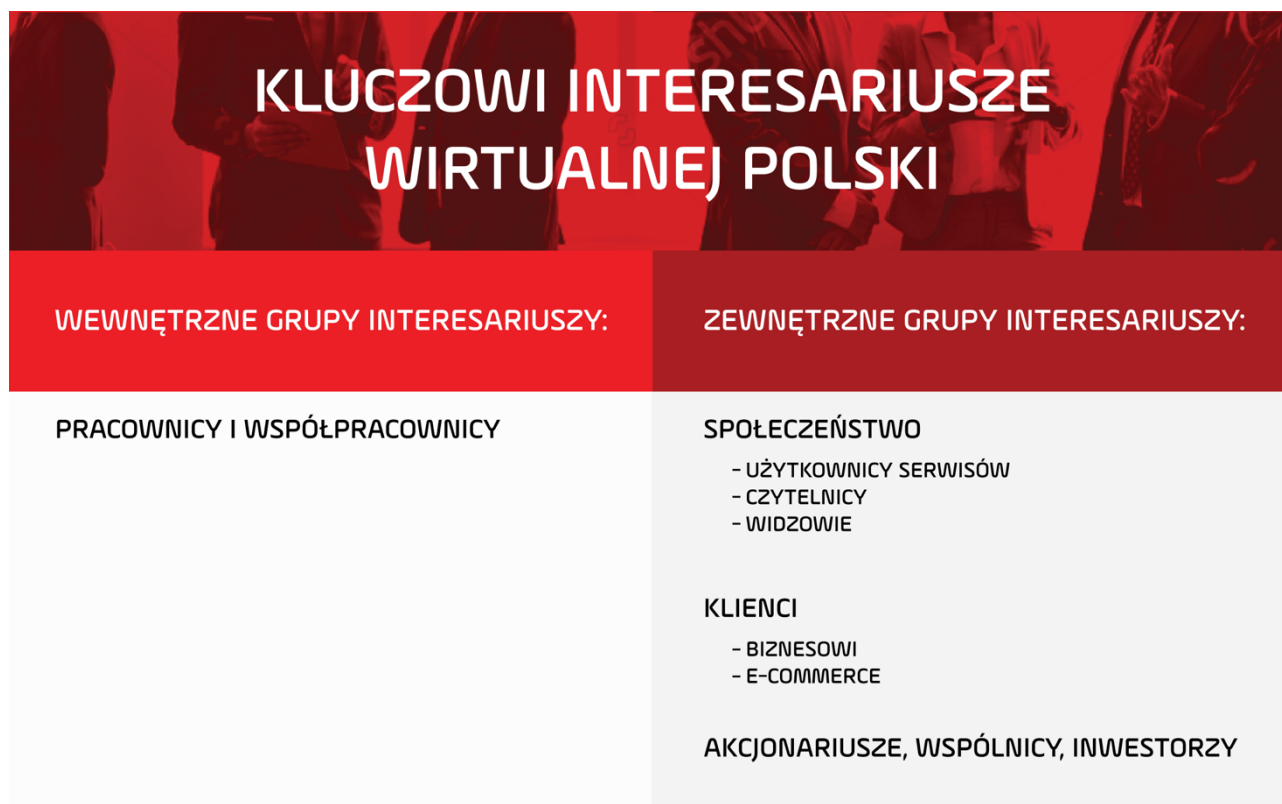 KLUCZOWI INTERESARIUSZE
WIRTUALNEJ POLSKI
WEWNĘTRZNE GRUPY INTERESARIUSZY:
PRACOWNICY I WSPÓŁPRACOWNICY
ZEWNĘTRZNE GRUPY INTERESARIUSZY:
SPOŁECZEŃSTWO
- UŻYTKOWNICY SERWISÓW
- CZYTELNICY
- WIDZOWIE
KLIENCI
- BIZNESOWI
- E-COMMERCE
AKCJONARIUSZE, WSPÓLNICY, INWESTORZY